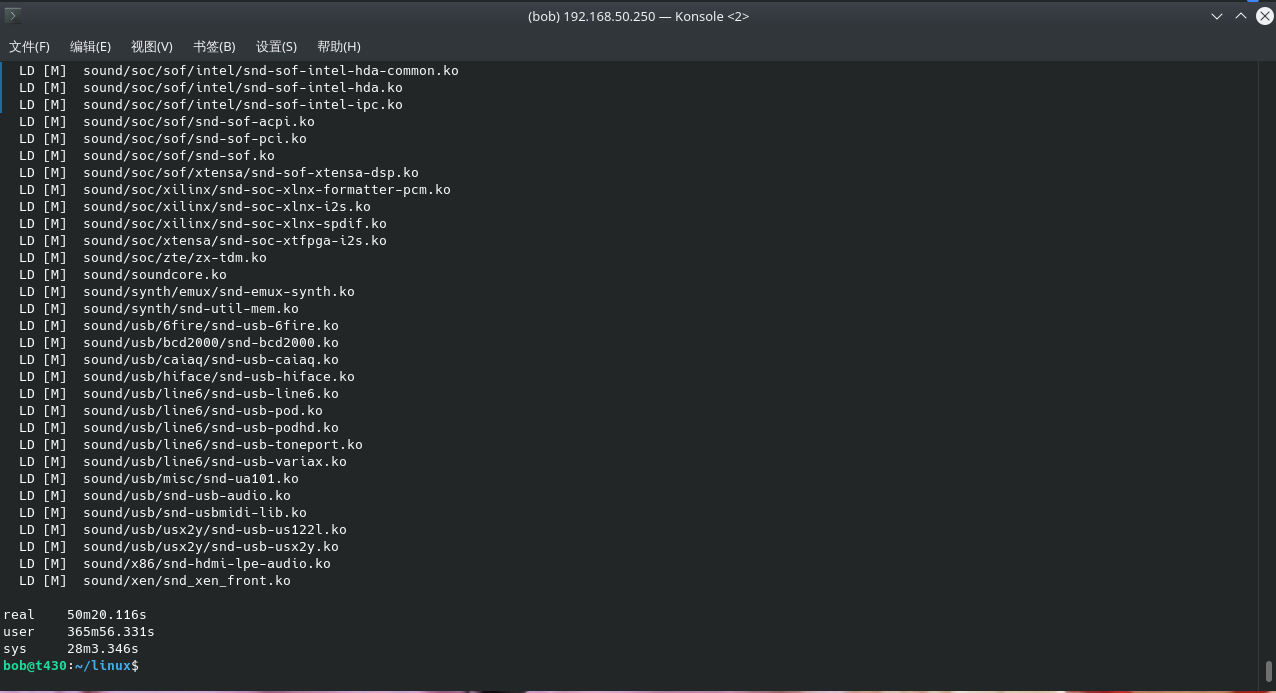 (bob) 192.168.50.250 — Konsole <2>
文件(F) 编辑(E) 视图(V) 书签(B) 设置(S) 帮助(H)
LD [M]  sound/soc/sof/intel/snd-sof-intel-hda-common.ko
LD [M]  sound/soc/sof/intel/snd-sof-intel-hda.ko
LD [M]  sound/soc/sof/intel/snd-sof-intel-ipc.ko
LD [M]  sound/soc/sof/snd-sof-acpi.ko
LD [M]  sound/soc/sof/snd-sof-pci.ko
LD [M]  sound/soc/sof/snd-sof.ko
LD [M]  sound/soc/sof/xtensa/snd-sof-xtensa-dsp.ko
LD [M]  sound/soc/xilinx/snd-soc-xlnx-formatter-pcm.ko
LD [M]  sound/soc/xilinx/snd-soc-xlnx-i2s.ko
LD [M]  sound/soc/xilinx/snd-soc-xlnx-spdif.ko
LD [M]  sound/soc/xtensa/snd-soc-xtfpga-i2s.ko
LD [M]  sound/soc/zte/zx-tdm.ko
LD [M]  sound/soundcore.ko
LD [M]  sound/synth/emux/snd-emux-synth.ko
LD [M]  sound/synth/snd-util-mem.ko
LD [M]  sound/usb/6fire/snd-usb-6fire.ko
LD [M]  sound/usb/bcd2000/snd-bcd2000.ko
LD [M]  sound/usb/caiaq/snd-usb-caiaq.ko
LD [M]  sound/usb/hiface/snd-usb-hiface.ko
LD [M]  sound/usb/line6/snd-usb-line6.ko
LD [M]  sound/usb/line6/snd-usb-pod.ko
LD [M]  sound/usb/line6/snd-usb-podhd.ko
LD [M]  sound/usb/line6/snd-usb-toneport.ko
LD [M]  sound/usb/line6/snd-usb-variax.ko
LD [M]  sound/usb/misc/snd-ua101.ko
LD [M]  sound/usb/snd-usb-audio.ko
LD [M]  sound/usb/snd-usbmidi-lib.ko
LD [M]  sound/usb/usx2y/snd-usb-us122l.ko
LD [M]  sound/usb/usx2y/snd-usb-usx2y.ko
LD [M]  sound/x86/snd-hdmi-lpe-audio.ko
LD [M]  sound/xen/snd_xen_front.ko
real    50m20.116s
user    365m56.331s
sys     28m3.346s
bob@t430:~/linux$